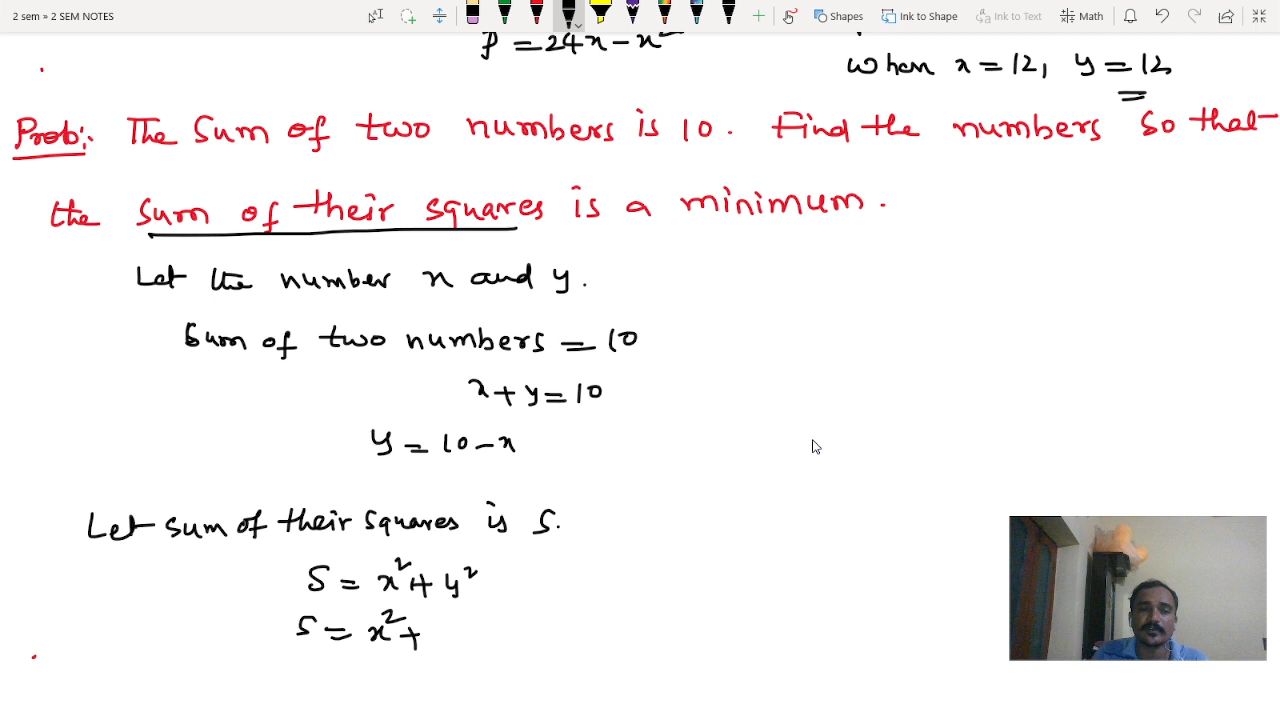 2 sem » 2 SEM NOTES
Shapes
Ink to Shape
Ink to Text
Math
P = 24x - x²
when x = 12, y = 12
Prob:- The Sum of two numbers is 10. Find the numbers so that
the sum of their squares is a minimum.
Let the number x and y.
Sum of two numbers = 10
x + y = 10
y = 10 - x
Let sum of their squares is S.
S = x² + y²
S = x² +